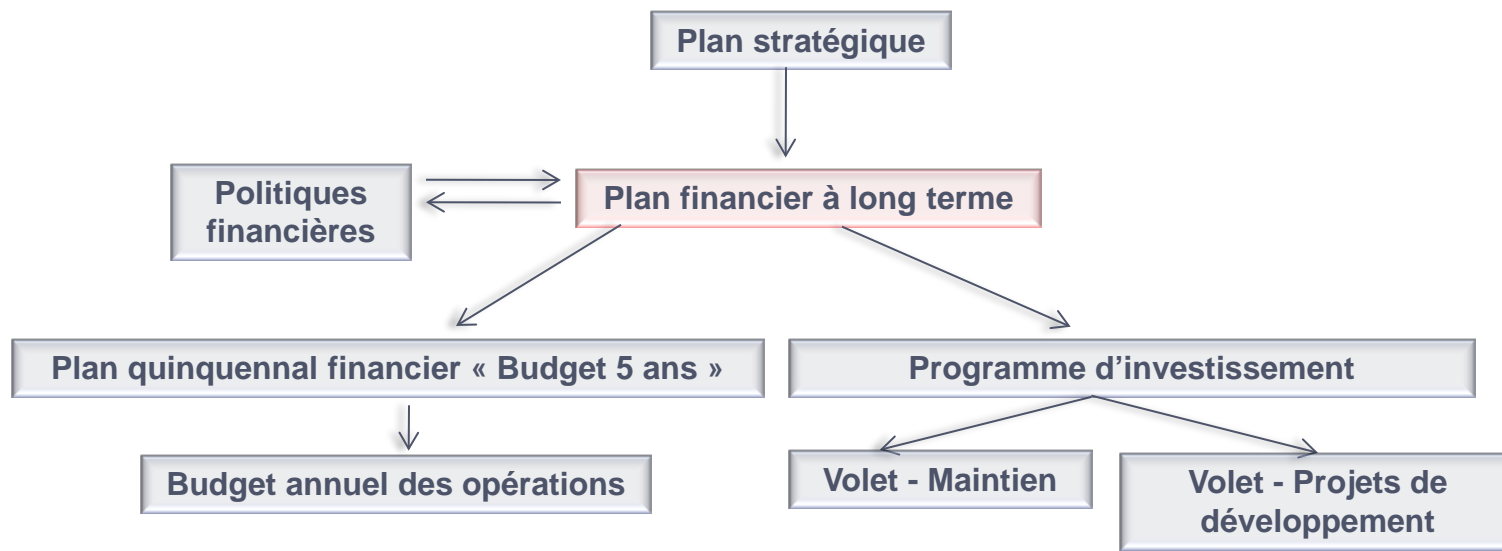 Plan stratégique
Politiques
financières
Plan financier à long terme
Plan quinquennal financier « Budget 5 ans »
Programme d’investissement
Budget annuel des opérations
Volet - Maintien
Volet - Projets de
développement